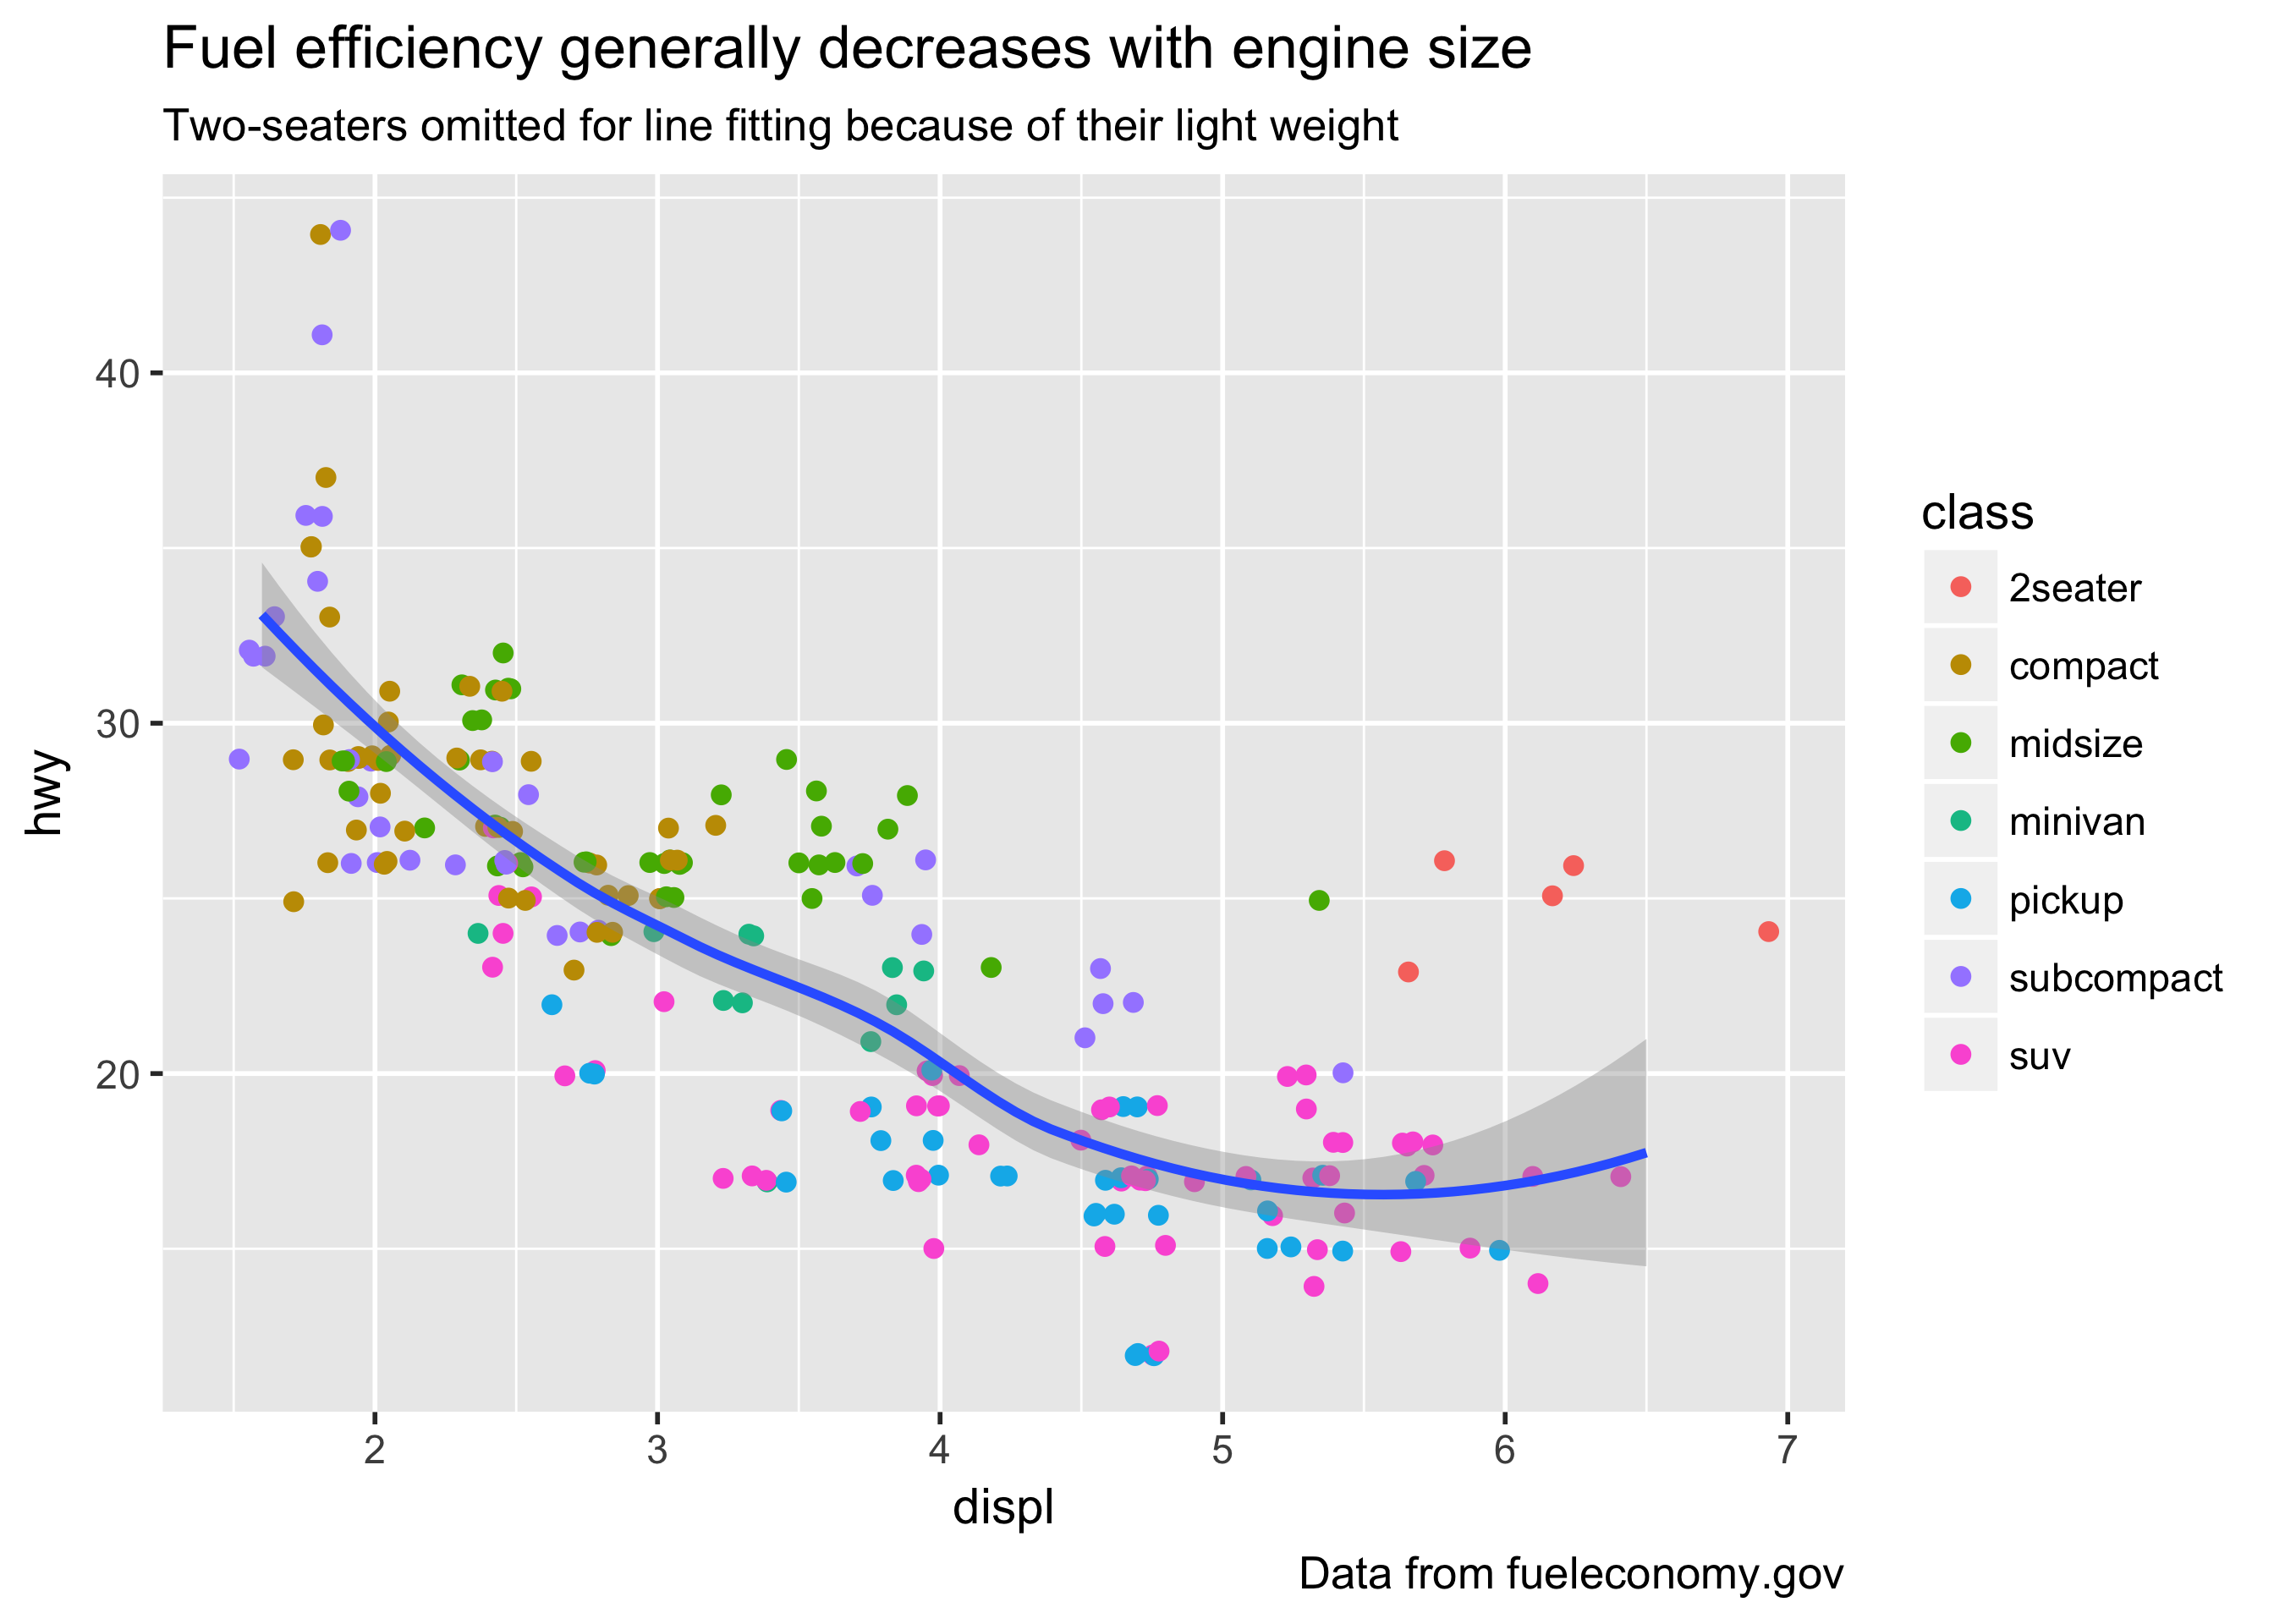 Fuel efficiency generally decreases with engine size
Two-seaters omitted for line fitting because of their light weight
40
30
20
hwy
2 3 4 5 6 7
displ
class
2seater
compact
midsize
minivan
pickup
subcompact
suv
Data from fueleconomy.gov